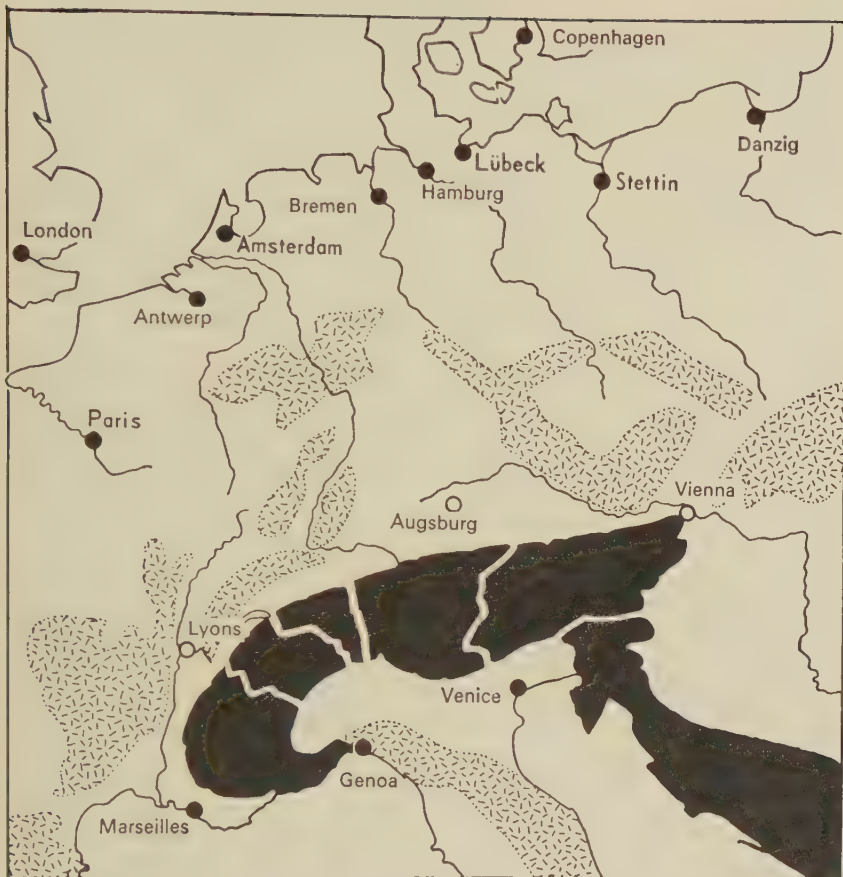 Copenhagen
Danzig
Lübeck
Hamburg
Stettin
Bremen
London
Amsterdam
Antwerp
Paris
Vienna
Augsburg
Lyons
Venice
Genoa
Marseilles